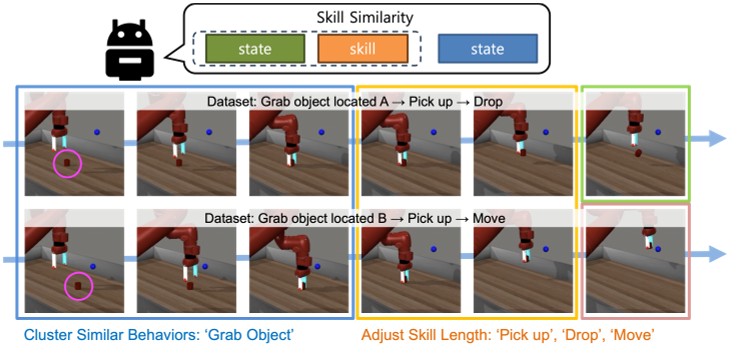 Skill Similarity
state
skill
state
Dataset: Grab object located A → Pick up → Drop
Dataset: Grab object located B → Pick up → Move
Cluster Similar Behaviors: ‘Grab Object’
Adjust Skill Length: ‘Pick up’, ‘Drop’, ‘Move’